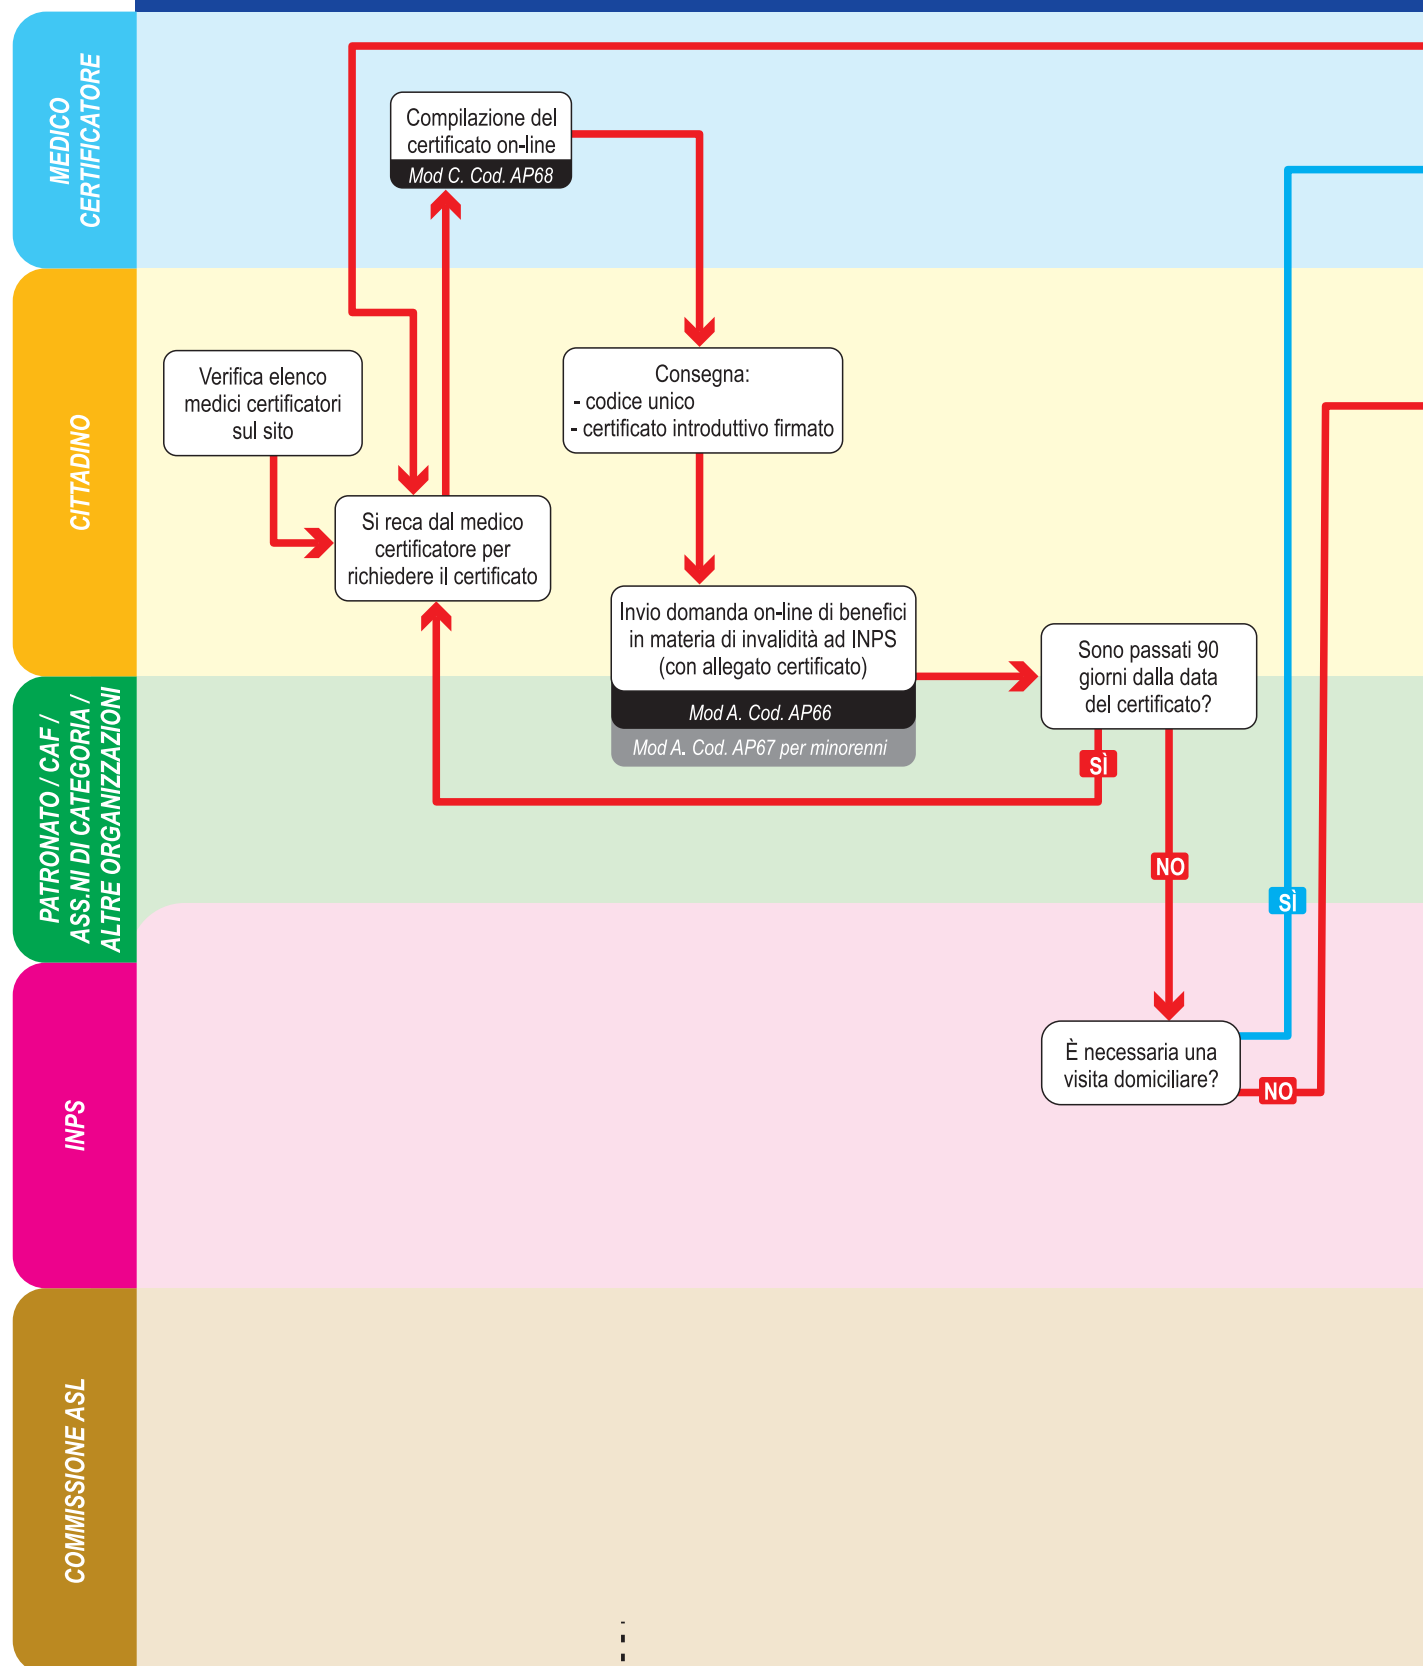 MEDICO
CERTIFICATORE
Compilazione del
certificato on-line
Mod C. Cod. AP68
CITTADINO
Verifica elenco
medici certificatori
sul sito
Consegna:
- codice unico
- certificato introduttivo firmato
Si reca dal medico
certificatore per
richiedere il certificato
Invio domanda on-line di benefici
in materia di invalidità ad INPS
(con allegato certificato)
Mod A. Cod. AP66
Mod A. Cod. AP67 per minorenni
Sono passati 90
giorni dalla data
del certificato?
SÌ
NO
SÌ
PATRONATO / CAF /
ASS.NI DI CATEGORIA /
ALTRE ORGANIZZAZIONI
INPS
È necessaria una
visita domiciliare?
NO
COMMISSIONE ASL